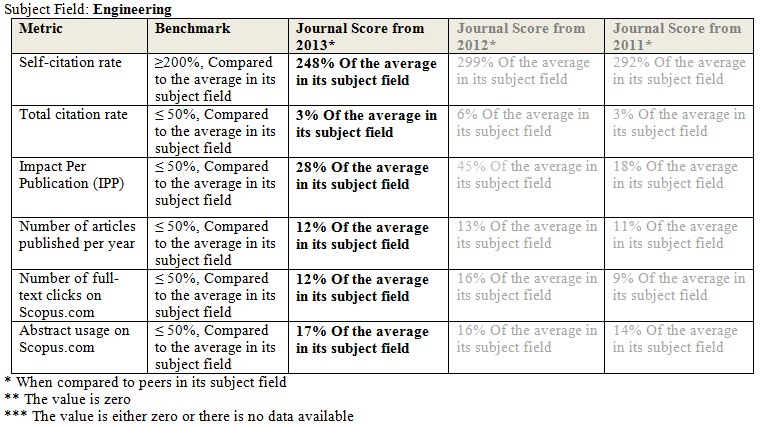 Subject Field: Engineering
Metric Benchmark Journal Score from 2013* Journal Score from 2012* Journal Score from 2011*
Self-citation rate ≥200%, Compared to the average in its subject field 248% Of the average in its subject field 299% Of the average in its subject field 292% Of the average in its subject field
Total citation rate ≤ 50%, Compared to the average in its subject field 3% Of the average in its subject field 6% Of the average in its subject field 3% Of the average in its subject field
Impact Per Publication (IPP) ≤ 50%, Compared to the average in its subject field 28% Of the average in its subject field 45% Of the average in its subject field 18% Of the average in its subject field
Number of articles published per year ≤ 50%, Compared to the average in its subject field 12% Of the average in its subject field 13% Of the average in its subject field 11% Of the average in its subject field
Number of full-text clicks on Scopus.com ≤ 50%, Compared to the average in its subject field 12% Of the average in its subject field 16% Of the average in its subject field 9% Of the average in its subject field
Abstract usage on Scopus.com ≤ 50%, Compared to the average in its subject field 17% Of the average in its subject field 16% Of the average in its subject field 14% Of the average in its subject field
* When compared to peers in its subject field
** The value is zero
*** The value is either zero or there is no data available